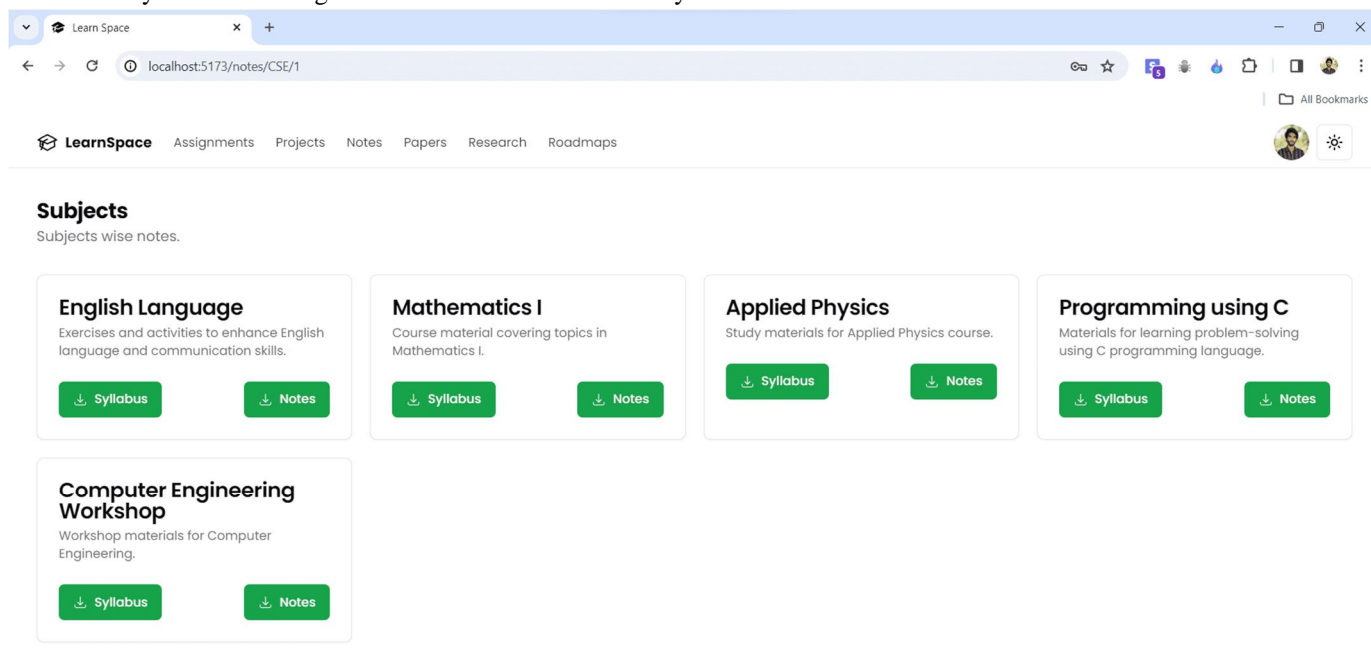 Learn Space
localhost:5173/notes/CSE/1
5
All Bookmarks
LearnSpace Assignments Projects Notes Papers Research Roadmaps
Subjects
Subjects wise notes.
English Language
Exercises and activities to enhance English
language and communication skills.
Syllabus Notes
Mathematics I
Course material covering topics in
Mathematics I.
Syllabus Notes
Applied Physics
Study materials for Applied Physics course.
Syllabus Notes
Programming using C
Materials for learning problem-solving
using C programming language.
Syllabus Notes
Computer Engineering
Workshop
Workshop materials for Computer
Engineering.
Syllabus Notes